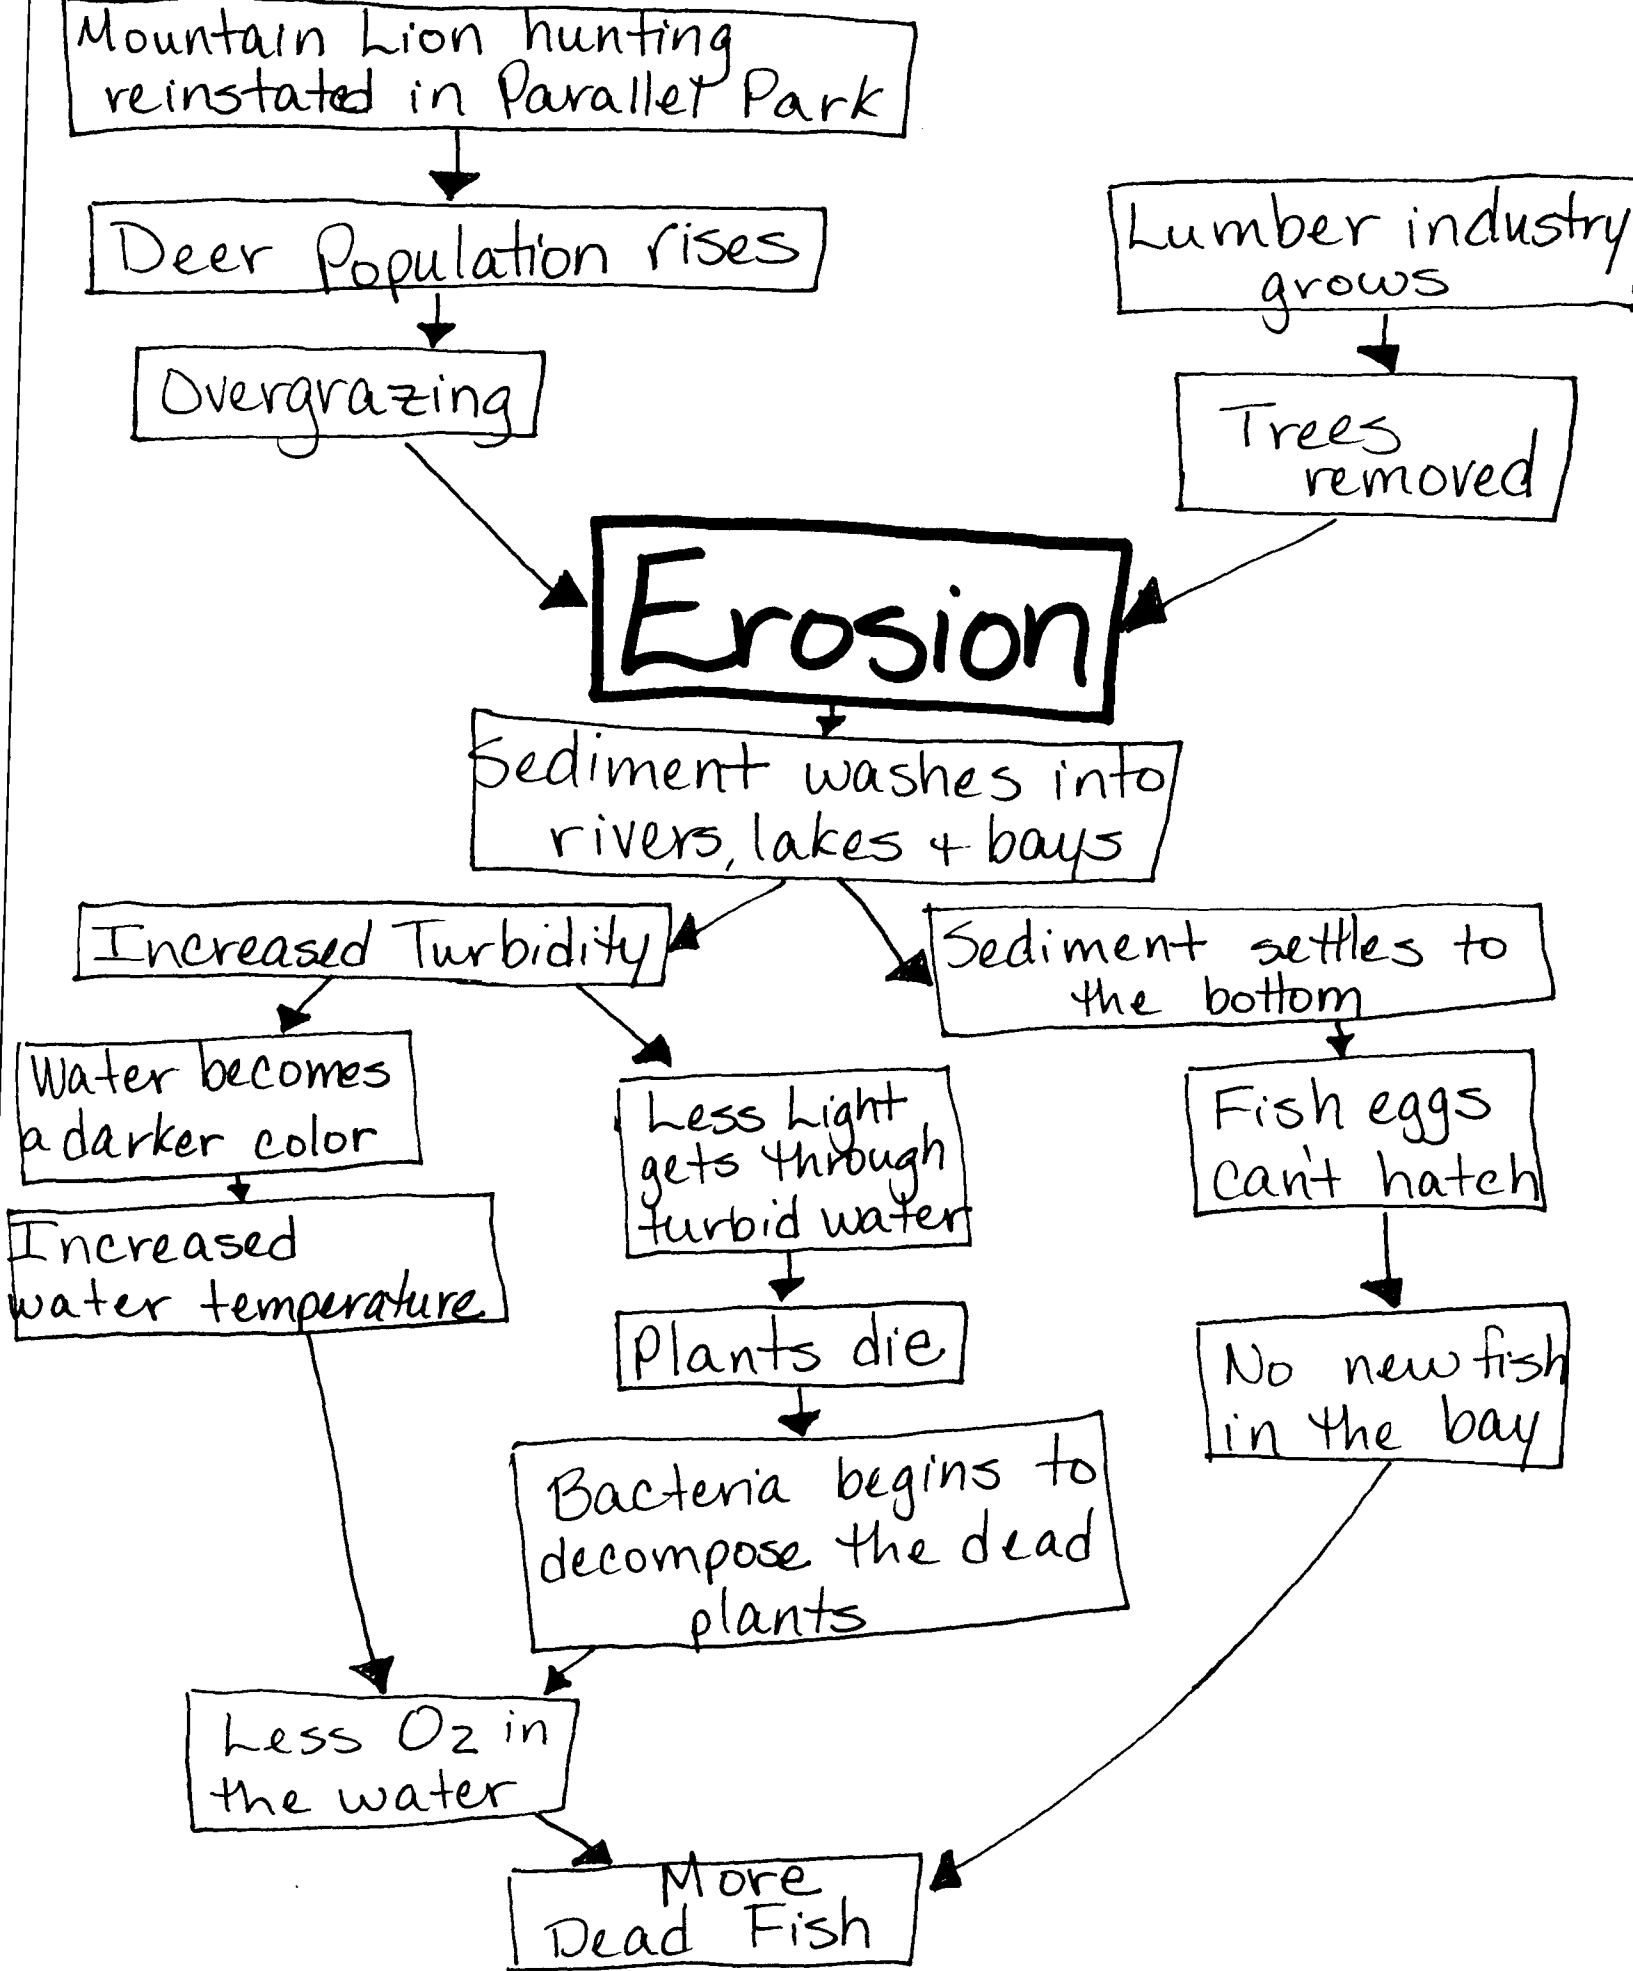 Mountain Lion hunting
reinstated in Parallel Park
Deer Population rises
Lumber industry
grows
Overgrazing
Trees
removed
Erosion
Sediment washes into
rivers, lakes + bays
Increased Turbidity
Sediment settles to
the bottom
Water becomes
a darker color
Less Light
gets through
turbid water
Fish eggs
can't hatch
Increased
water temperature
Plants die
No new fish
in the bay
Bacteria begins to
decompose the dead
plants
Less O2 in
the water
More
Dead Fish